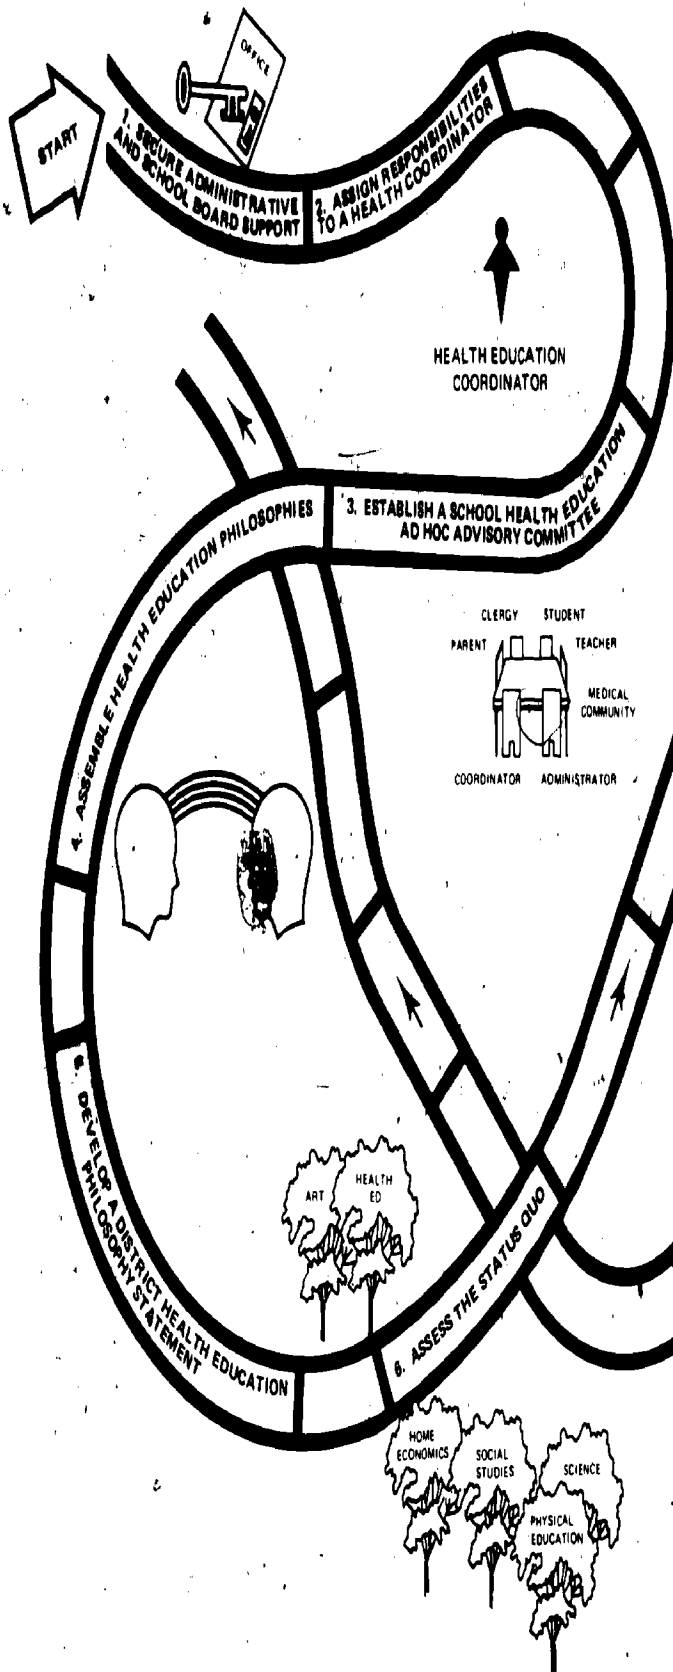 OFFICE
START
1. SECURE ADMINISTRATIVE
AND SCHOOL BOARD SUPPORT
2. ASSIGN RESPONSIBILITIES
TO A HEALTH COORDINATOR
HEALTH EDUCATION
COORDINATOR
3. ESTABLISH A SCHOOL HEALTH EDUCATION
AD HOC ADVISORY COMMITTEE
CLERGY STUDENT
PARENT TEACHER
MEDICAL
COMMUNITY
COORDINATOR ADMINISTRATOR
4. ASSEMBLE HEALTH EDUCATION PHILOSOPHIES
DEVELOP A DISTRICT HEALTH EDUCATION
PHILOSOPHY STATEMENT
ART
HEALTH
ED
6. ASSESS THE STATUS QUO
HOME
ECONOMICS
SOCIAL
STUDIES
SCIENCE
PHYSICAL
EDUCATION